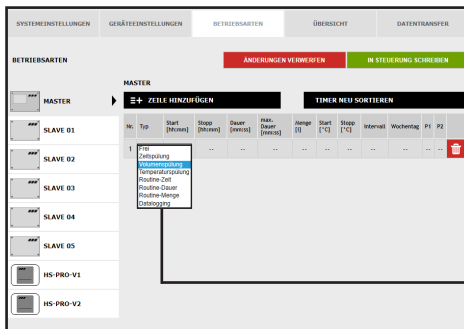 SYSTEMEINSTELLUNGEN GERÄTEEINSTELLUNGEN BETRIEBSARTEN ÜBERSICHT DATENTRANSFER
BETRIEBSARTEN ÄNDERUNGEN VERWERFEN IN STEUERUNG SCHREIBEN
MASTER
MASTER ZEILE HINZUFÜGEN TIMER NEU SORTIEREN
Nr. Typ Start [hh:mm] Stopp [hh:mm] Dauer [mm:ss] max. Dauer [mm:ss] Menge [l] Start [°C] Stopp [°C] Intervall Wochentag P1 P2
1 -- -- -- -- -- -- -- -- -- --
Frei
Zeitspülung
Volumenspülung
Temperaturspülung
Routine-Zeit
Routine-Dauer
Routine-Menge
Datalogging
SLAVE 01
SLAVE 02
SLAVE 03
SLAVE 04
SLAVE 05
HS-PRO-V1
HS-PRO-V2